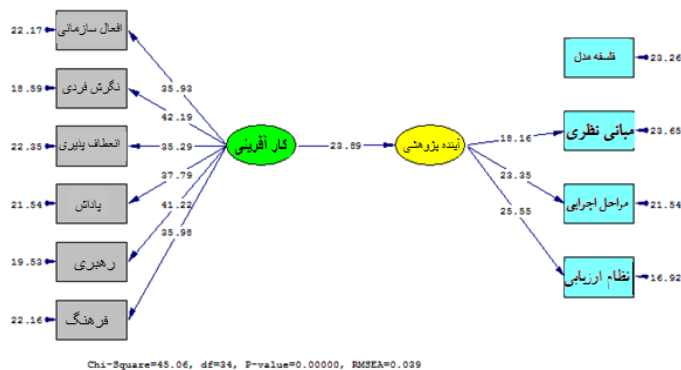 افعال سازمانی
22.17
نگرش فردی
18.59
انعطاف پذیری
22.35
پاداش
21.54
رهبری
19.53
فرهنگ
22.16
35.93
42.19
35.29
37.79
41.22
35.98
کار آفرینی
23.89
آینده پژوهشی
18.16
23.35
25.55
فلسفه مدل
23.26
مبانی نظری
23.65
مراحل اجرایی
21.54
نظام ارزیابی
16.92
Chi-Square=45.06, df=34, P-value=0.00000, RMSEA=0.039